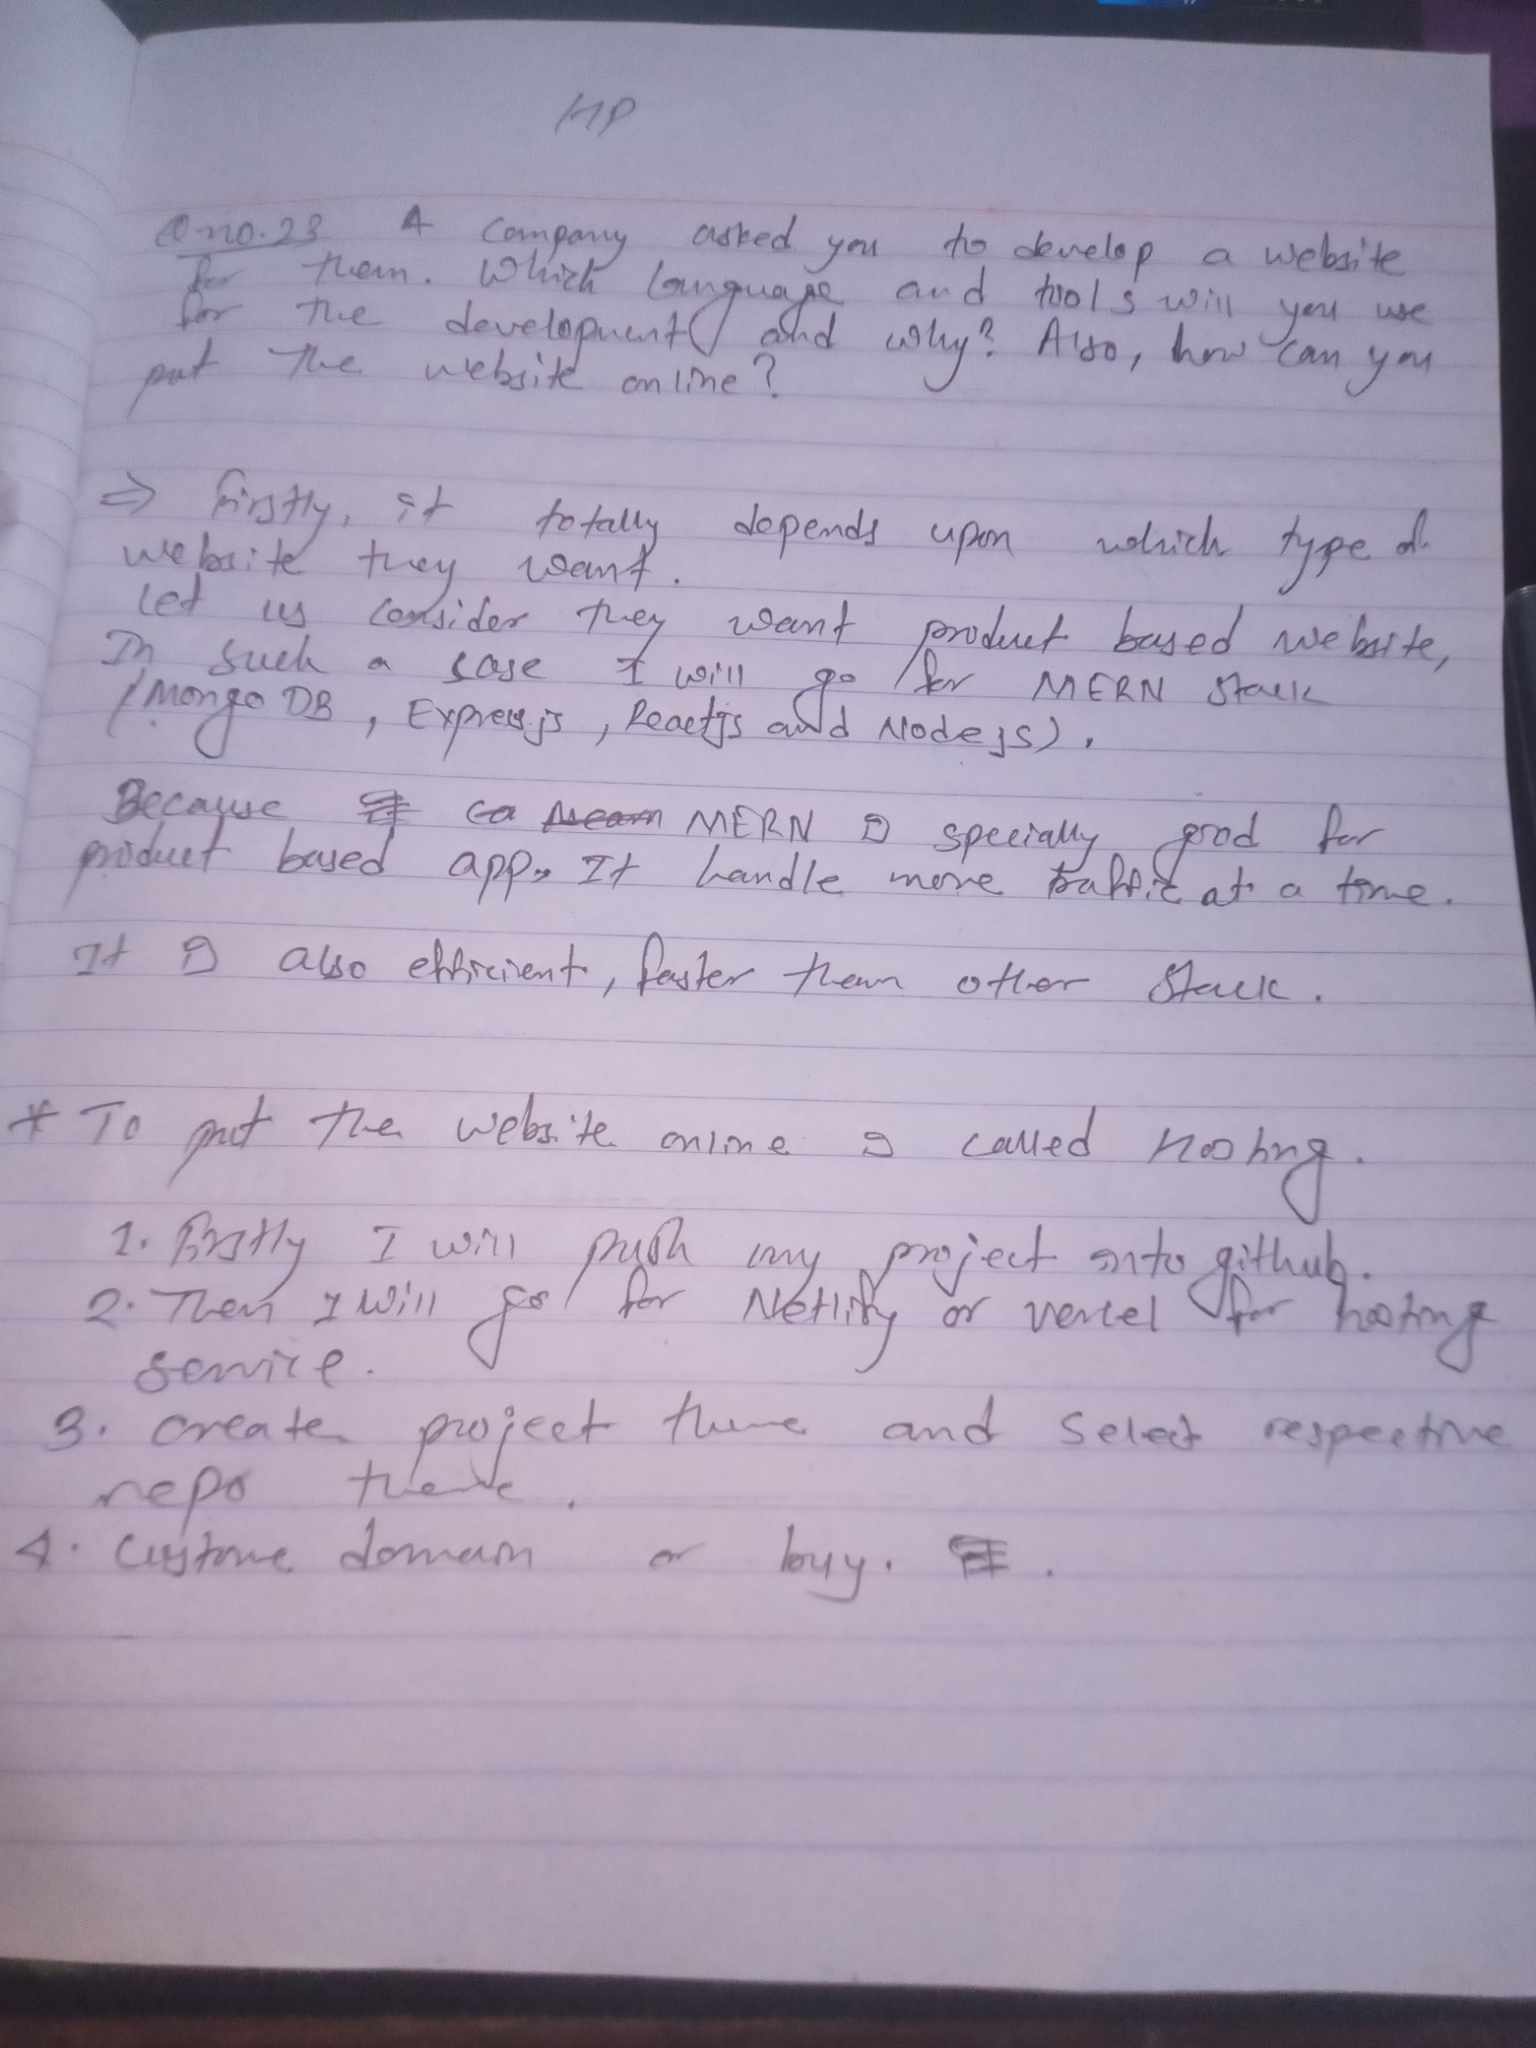 HP
Q no. 23 A company asked you to develop a website
for them. Which language and tools will you use
for the development and why? Also, how can you
put the website online?
⇒ Firstly, it totally depends upon which type of
website they want.
Let us consider they want product based website,
In such a case I will go for MERN stack
(MongoDB, Express.js, Reactjs and Nodejs).
Because MERN is specially good for
product based app. It handle more traffic at a time.
It is also efficient, faster than other stack.
* To put the website online is called hosting.
1. Firstly I will push my project into github.
2. Then I will go for Netlify or vercel for hosting
service.
3. create project there and select respective
repo there.
4. Custome domain or buy.